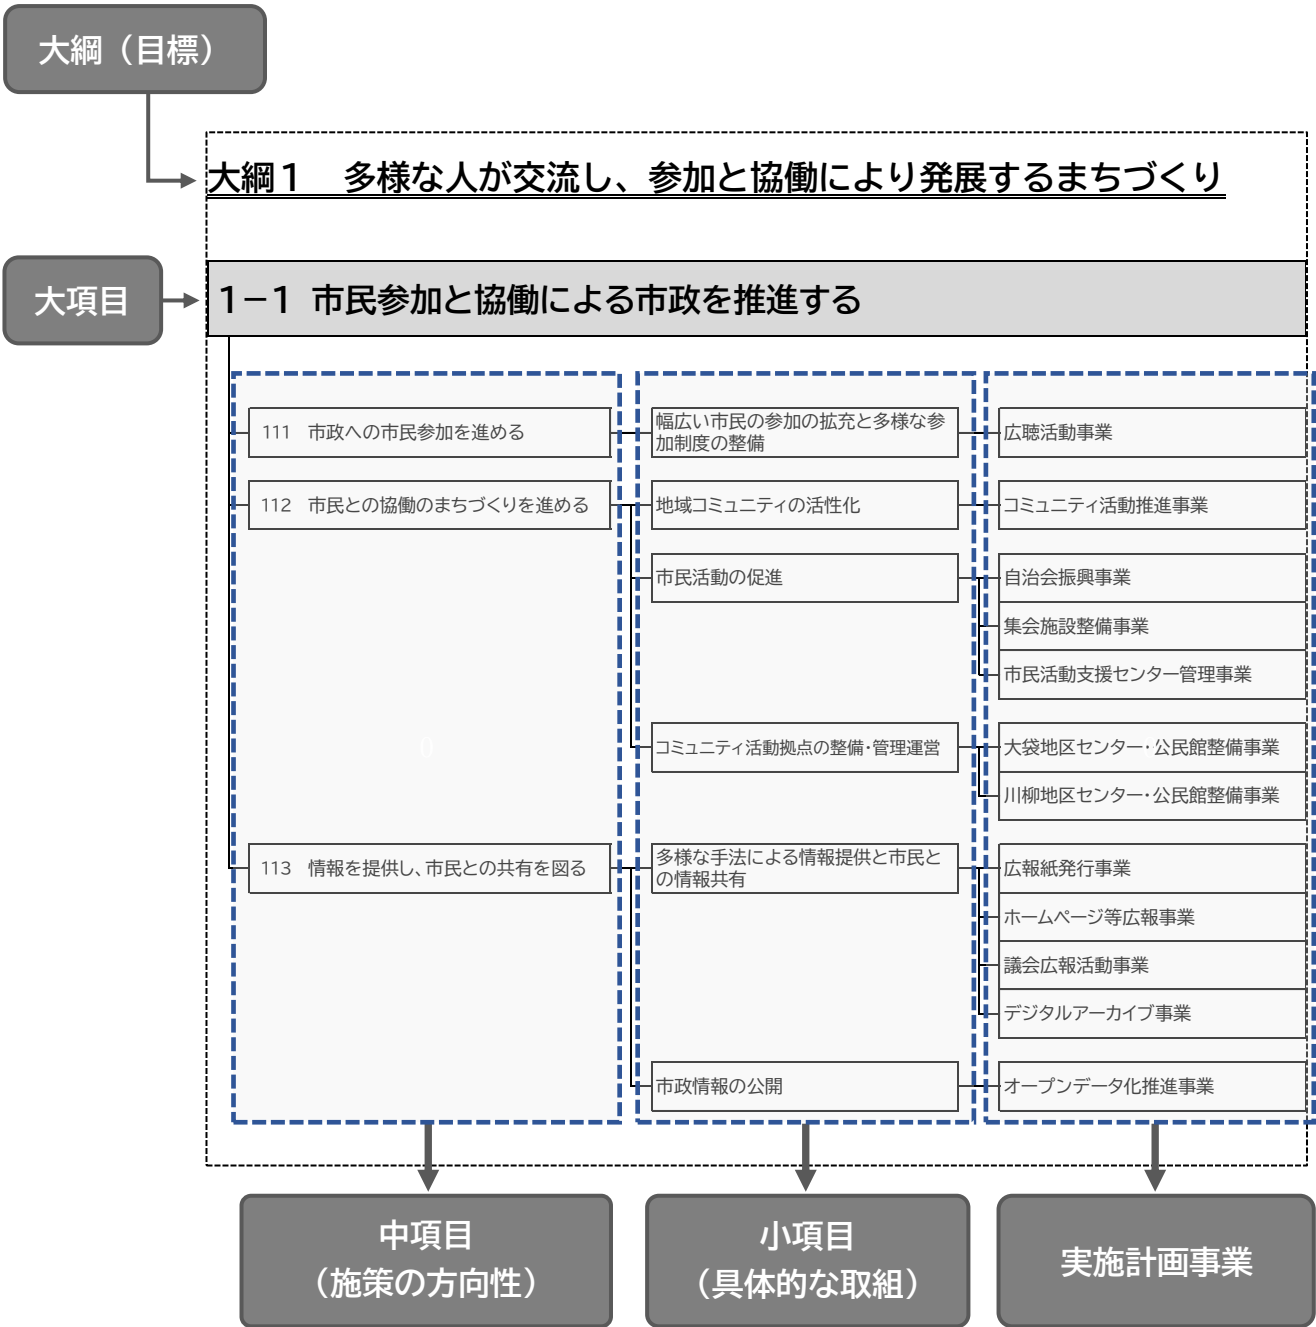 大綱(目標)
大綱1 多様な人が交流し、参加と協働により発展するまちづくり
大項目
1-1 市民参加と協働による市政を推進する
111 市政への市民参加を進める
幅広い市民の参加の拡充と多様な参
加制度の整備
広聴活動事業
112 市民との協働のまちづくりを進める
地域コミュニティの活性化
コミュニティ活動推進事業
市民活動の促進
自治会振興事業
集会施設整備事業
市民活動支援センター管理事業
0
コミュニティ活動拠点の整備・管理運営
大袋地区センター・公民館整備事業
川柳地区センター・公民館整備事業
113 情報を提供し、市民との共有を図る
多様な手法による情報提供と市民と
の情報共有
広報紙発行事業
ホームページ等広報事業
議会広報活動事業
デジタルアーカイブ事業
市政情報の公開
オープンデータ化推進事業
中項目
(施策の方向性)
小項目
(具体的な取組)
実施計画事業